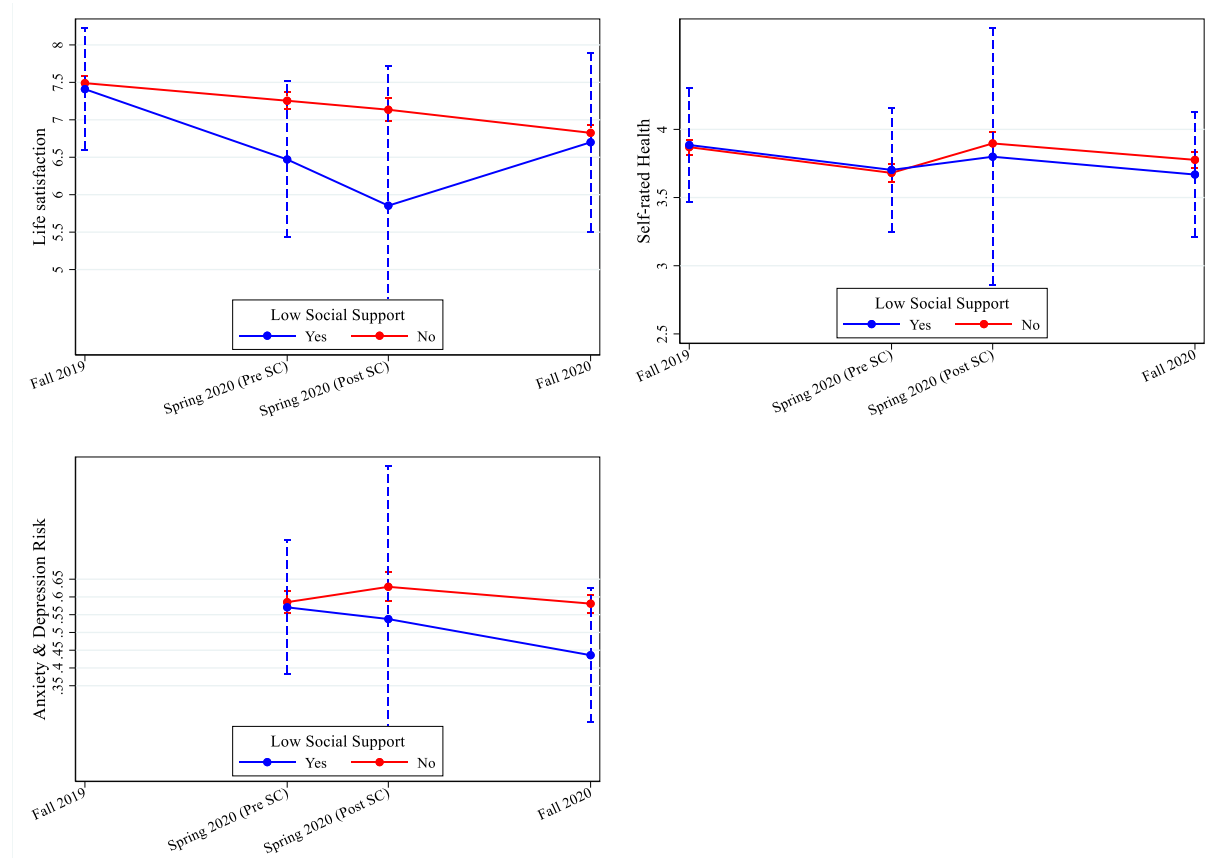 Life satisfaction
8
7.5
7
6.5
6
5.5
5
Low Social Support
Yes No
Fall 2019
Spring 2020 (Pre SC)
Spring 2020 (Post SC)
Fall 2020
Self-rated Health
4
3.5
3
2.5
Low Social Support
Yes No
Fall 2019
Spring 2020 (Pre SC)
Spring 2020 (Post SC)
Fall 2020
Anxiety & Depression Risk
.65
.6
.55
.5
.45
.4
.35
Low Social Support
Yes No
Fall 2019
Spring 2020 (Pre SC)
Spring 2020 (Post SC)
Fall 2020